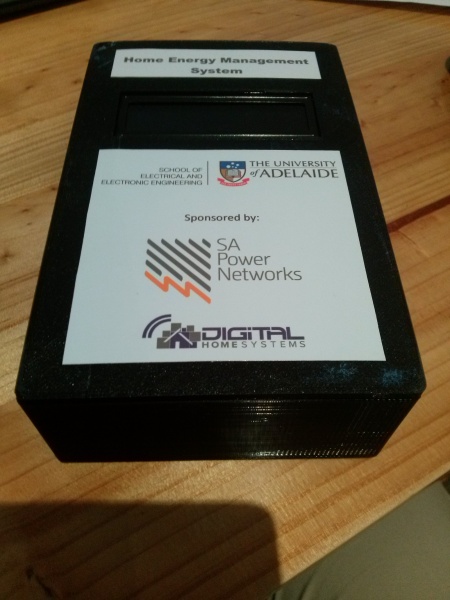 Home Energy Management
System
SCHOOL OF
ELECTRICAL AND
ELECTRONIC ENGINEERING
THE UNIVERSITY
of ADELAIDE
Sponsored by:
SA
Power
Networks
DIGITAL
HOMESYSTEMS